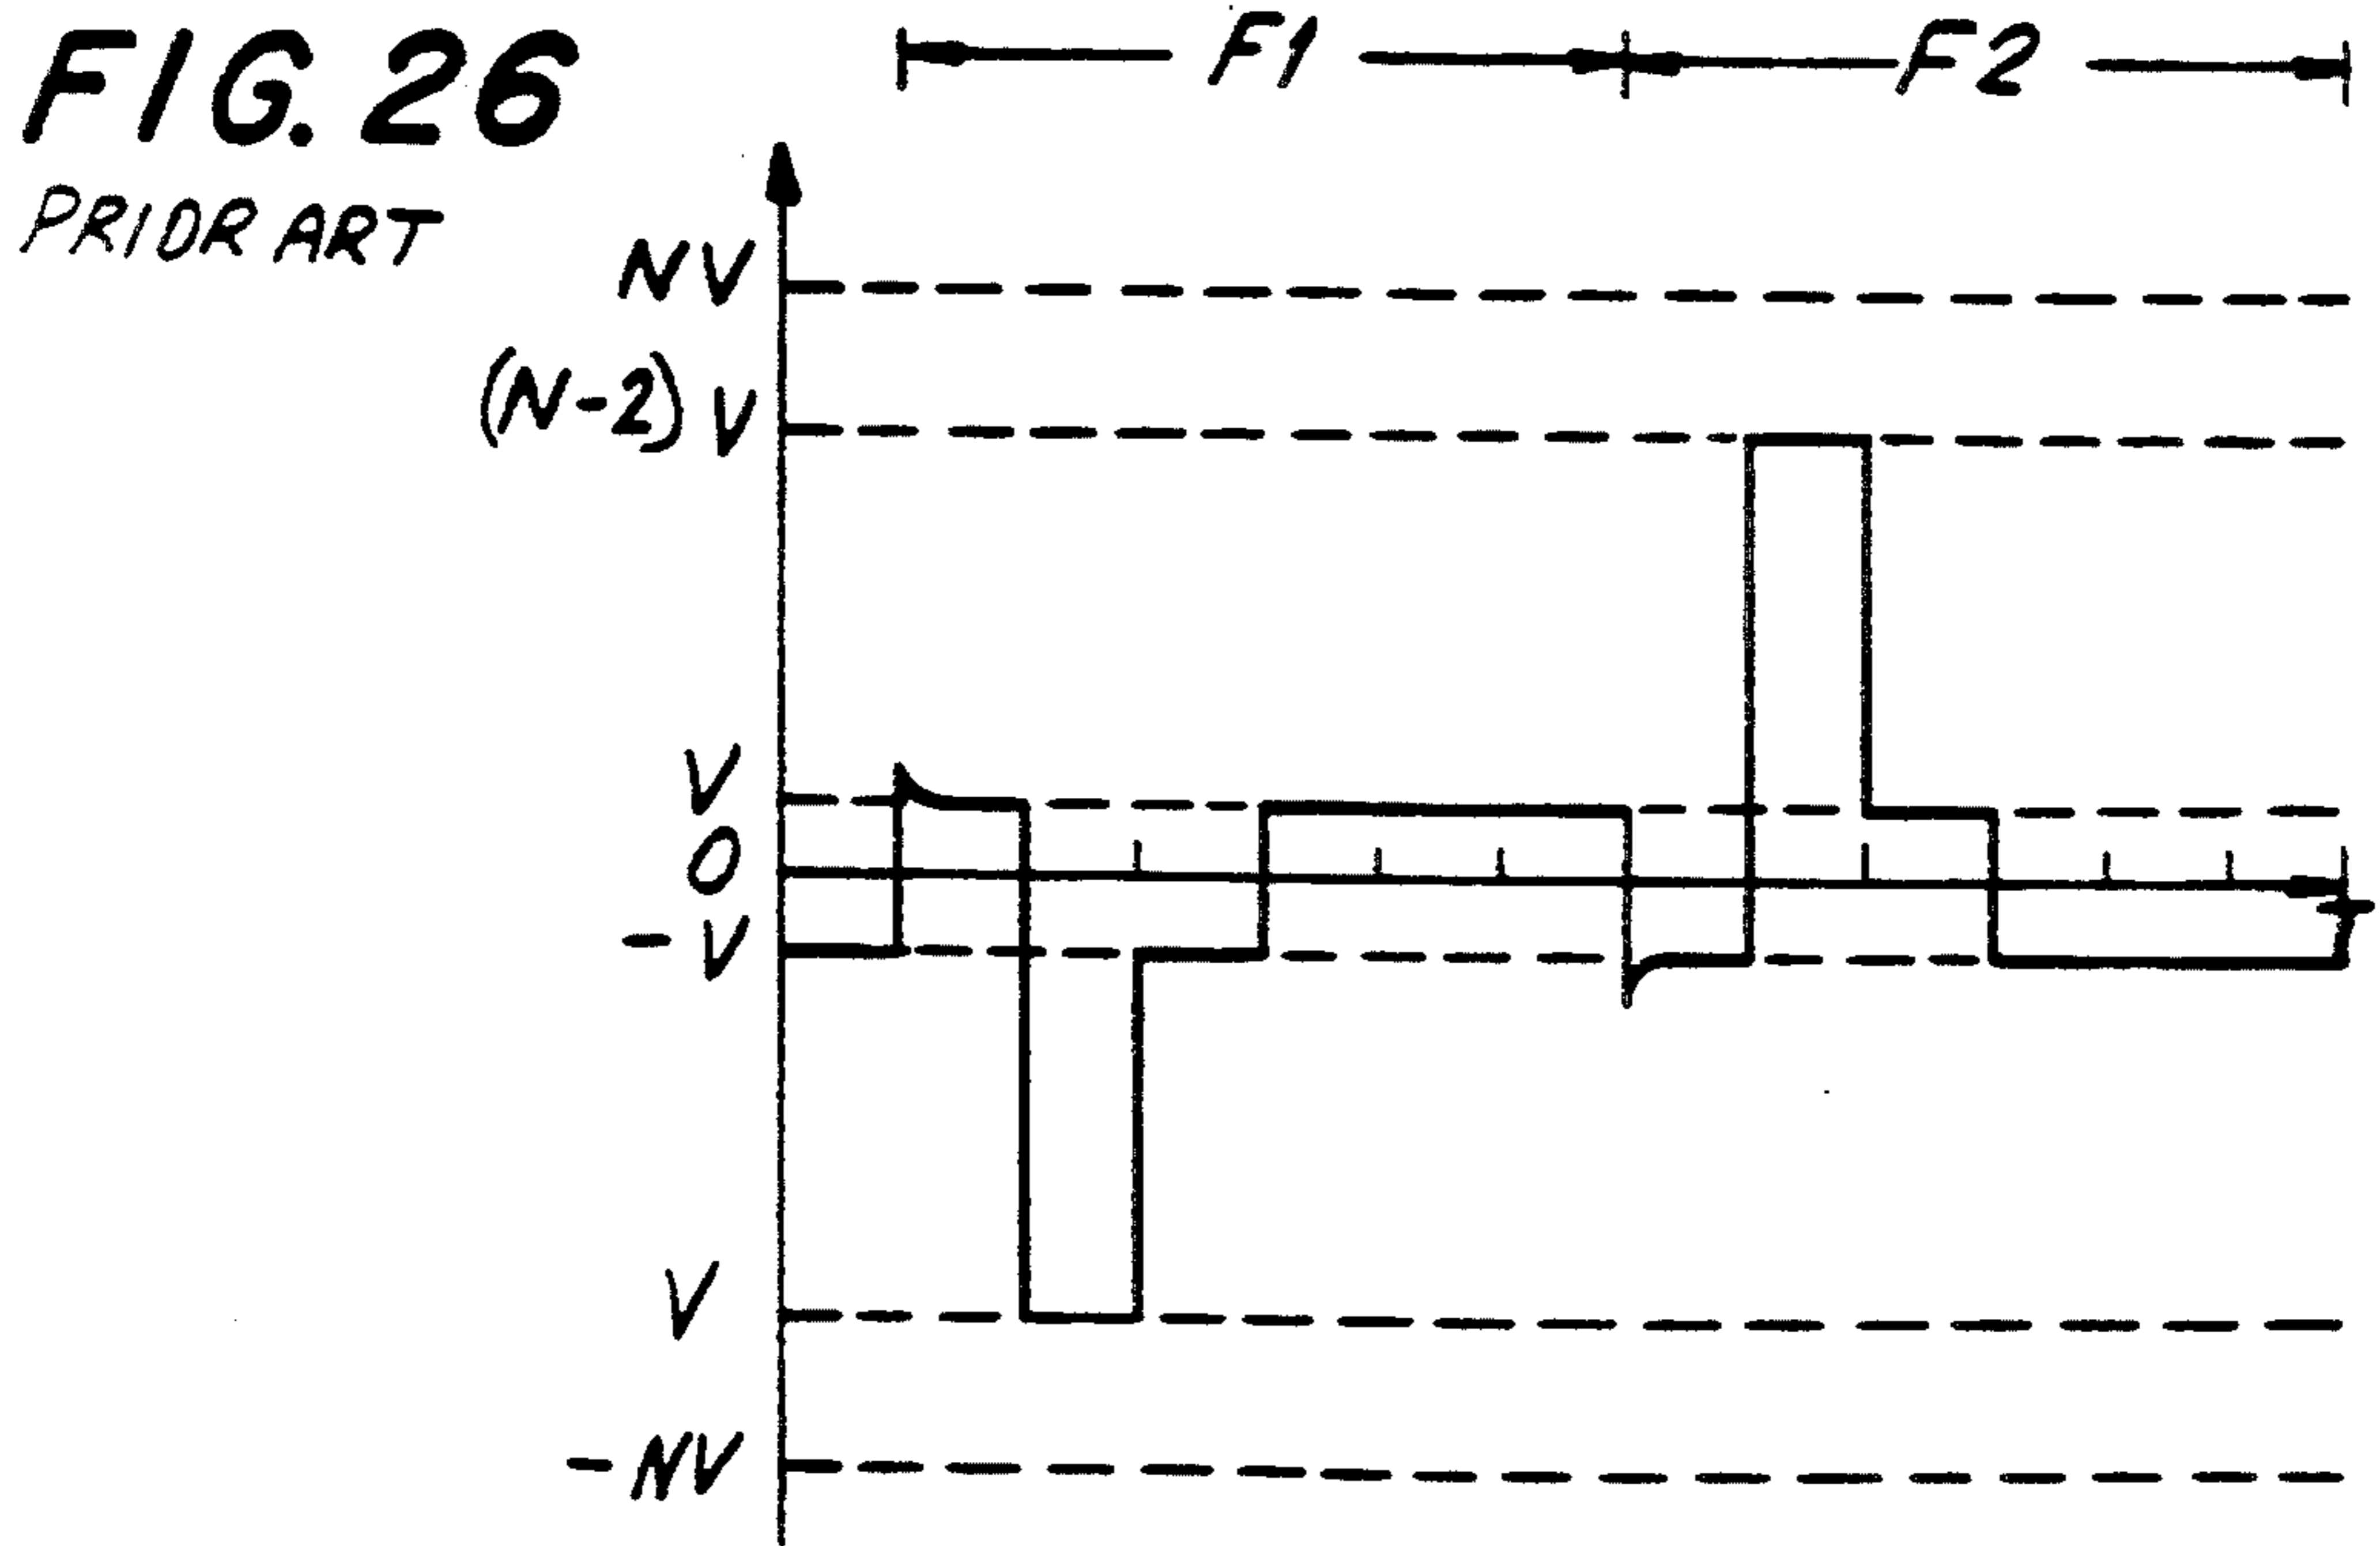 FIG. 26
PRIOR ART
F1
F2
NV
(N-2) V
V
0
- V
V
- NV